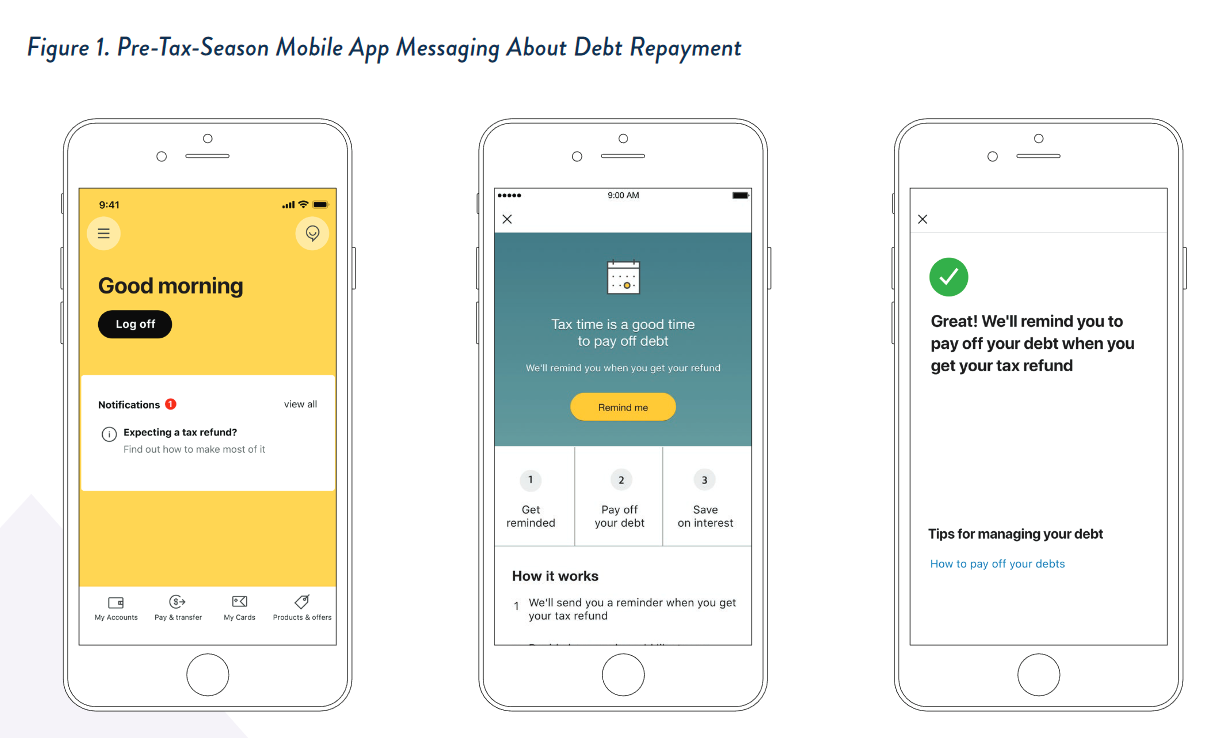 Figure 1. Pre-Tax-Season Mobile App Messaging About Debt Repayment
9:41
Good morning
Log off
Notifications 1 view all
Expecting a tax refund?
Find out how to make most of it
My Accounts Pay & transfer My Cards Products & offers
9:00 AM
Tax time is a good time
to pay off debt
We'll remind you when you get your refund
Remind me
1 2 3
Get Pay off Save
reminded your debt on interest
How it works
1 We'll send you a reminder when you get
your tax refund
Great! We'll remind you to
pay off your debt when you
get your tax refund
Tips for managing your debt
How to pay off your debts